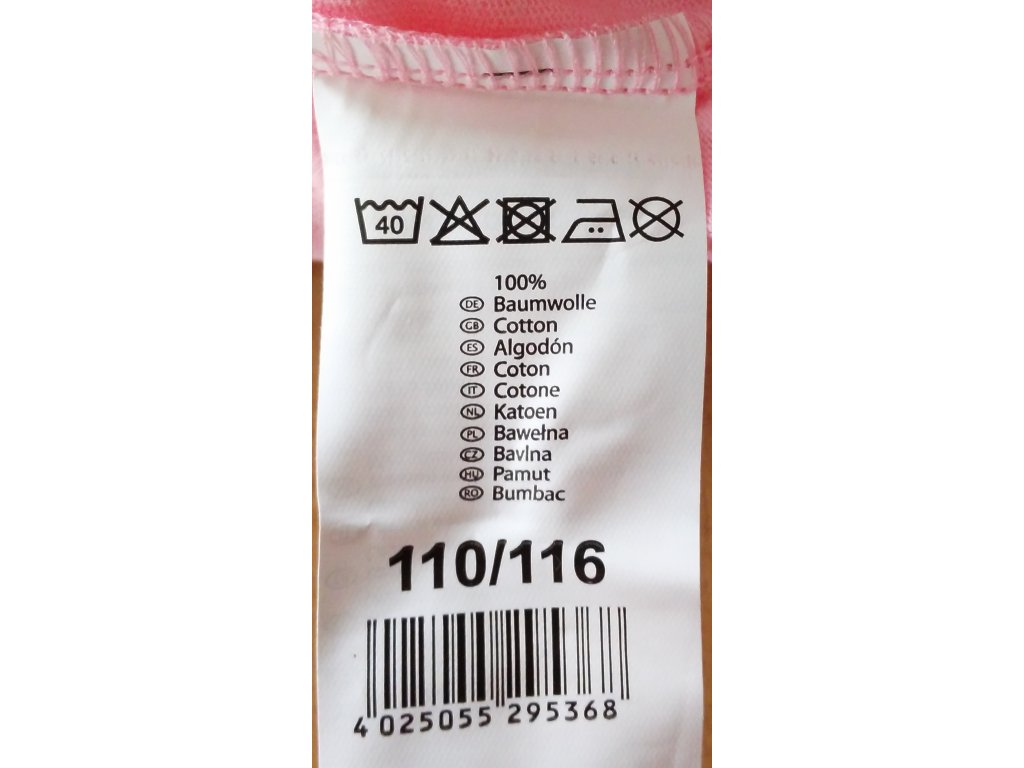 40
100%
DE Baumwolle
GB Cotton
ES Algodón
FR Coton
IT Cotone
NL Katoen
PL Bawełna
CZ Bavlna
HU Pamut
RO Bumbac
110/116
4 025055 295368